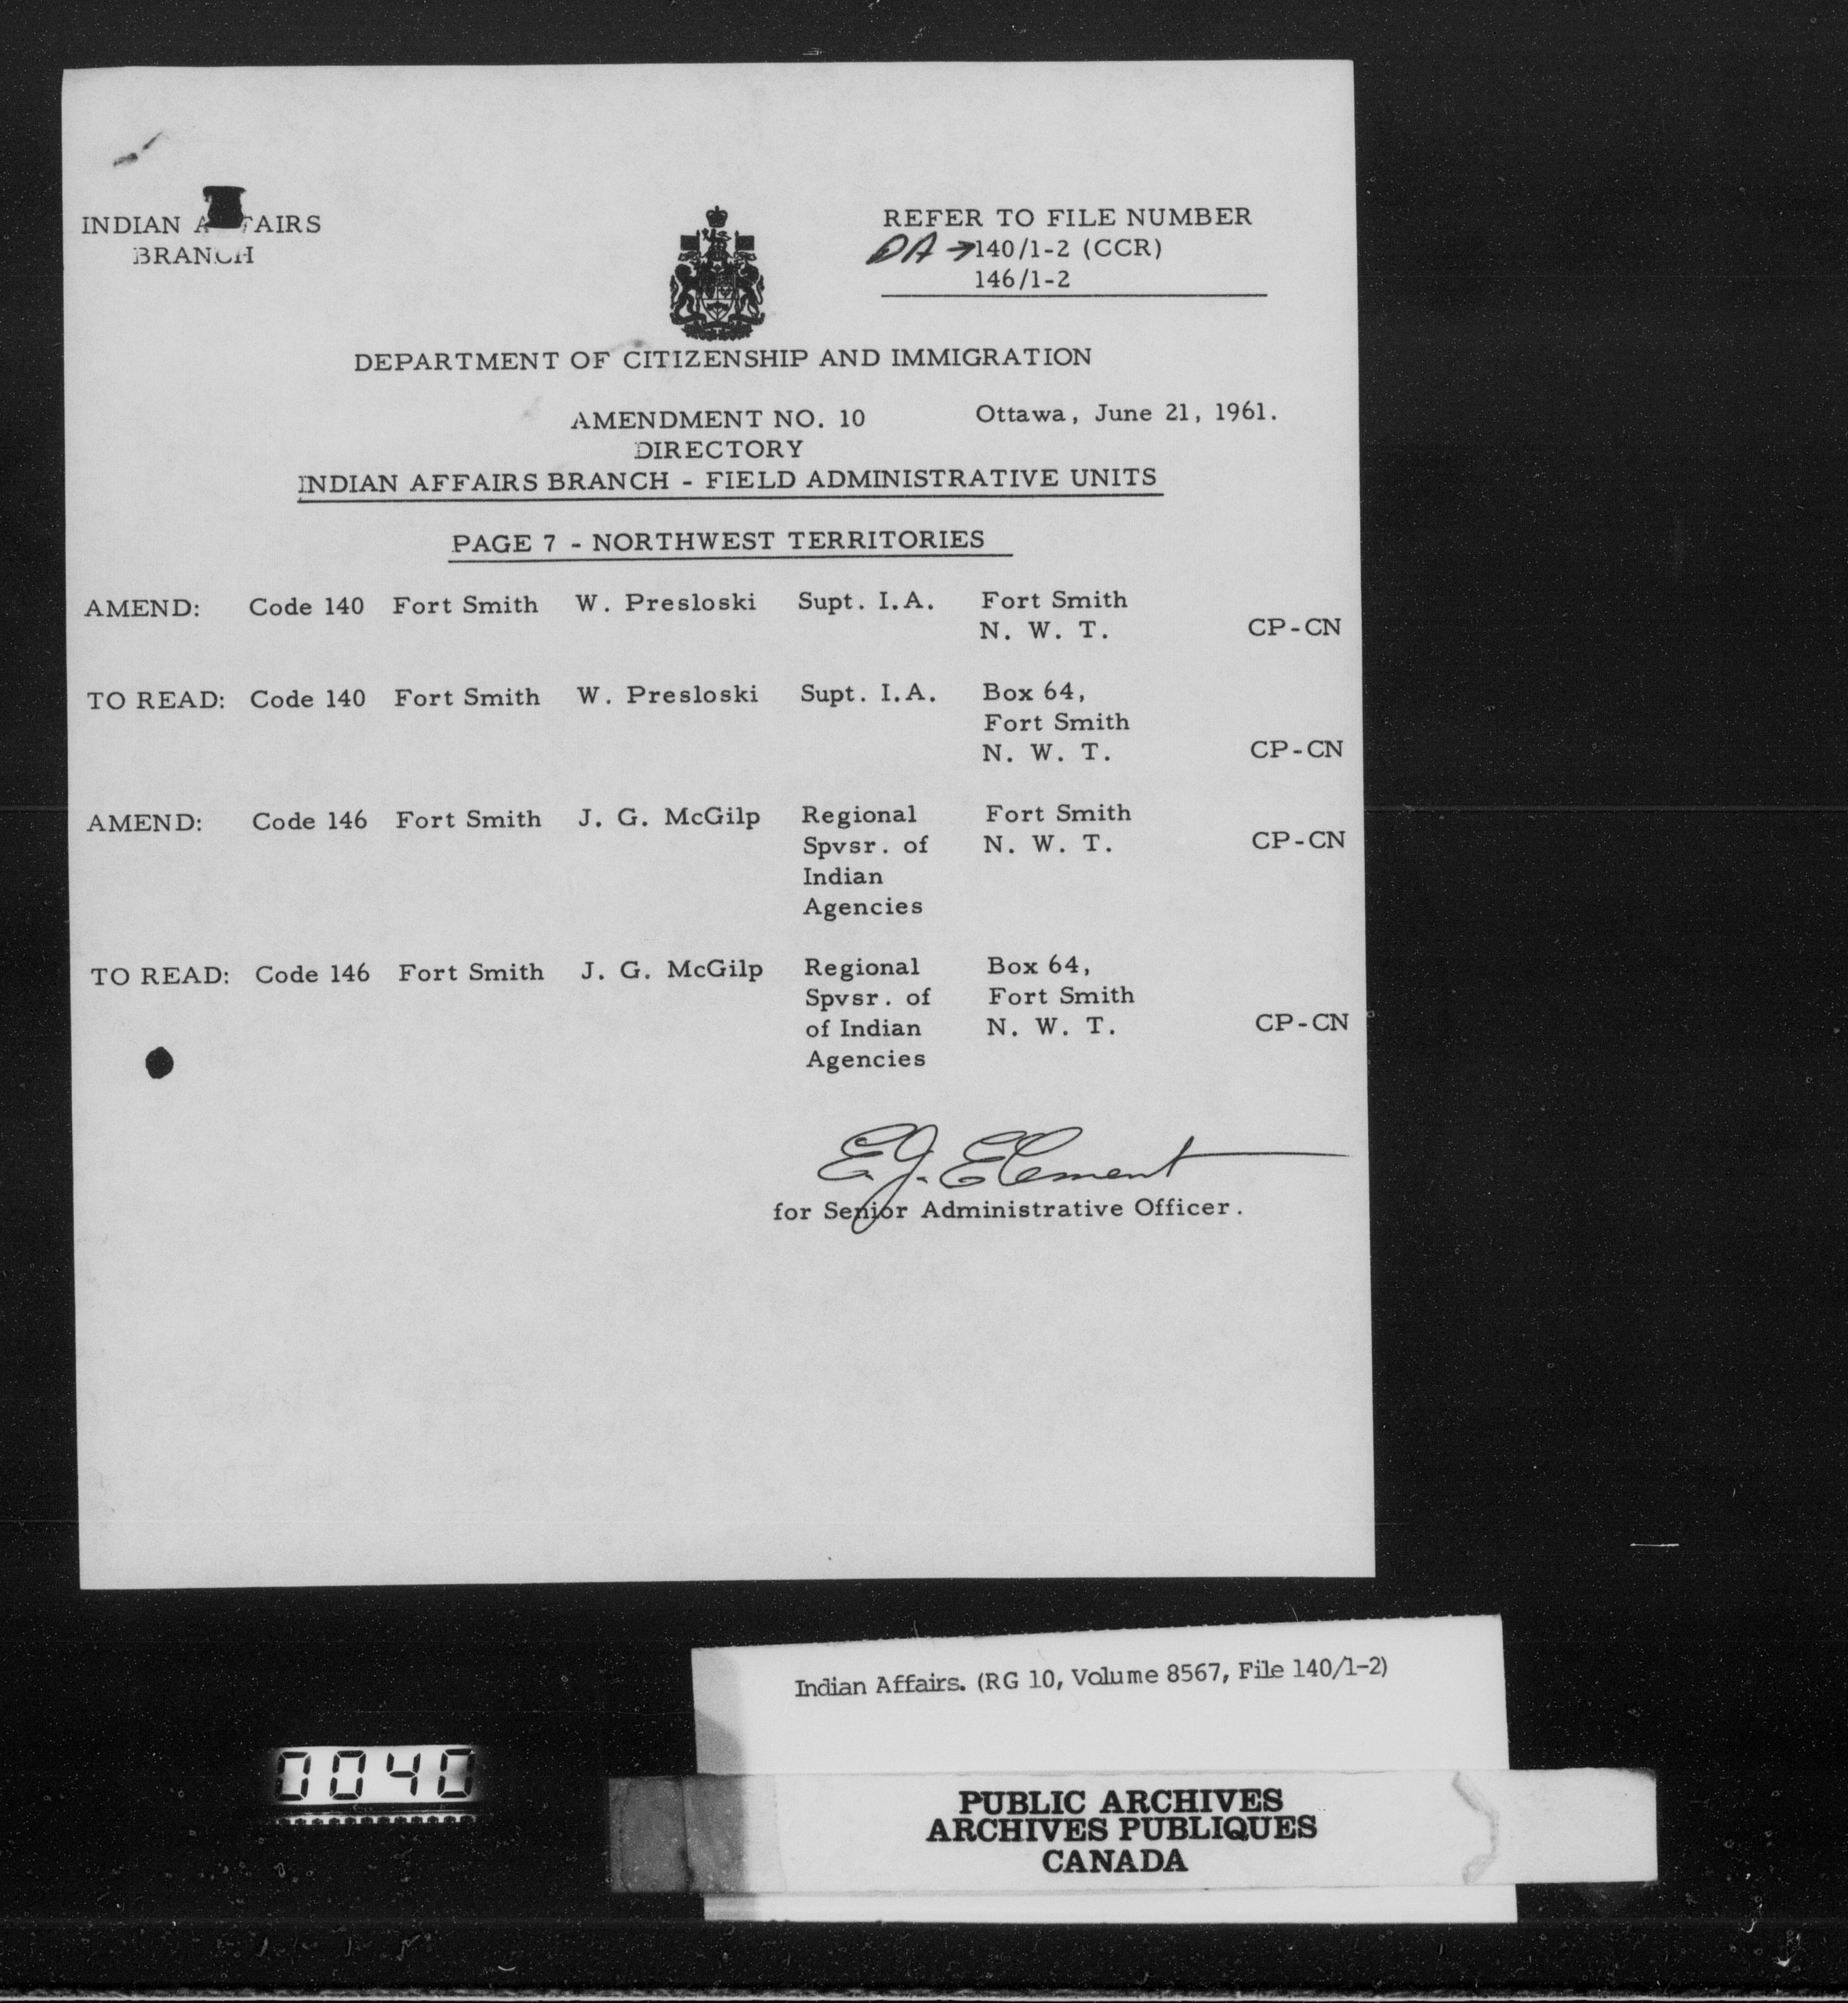 INDIAN AFFAIRS
BRANCH
REFER TO FILE NUMBER
DA → 140/1-2 (CCR)
146/1-2
DEPARTMENT OF CITIZENSHIP AND IMMIGRATION
AMENDMENT NO. 10 Ottawa, June 21, 1961.
DIRECTORY
INDIAN AFFAIRS BRANCH - FIELD ADMINISTRATIVE UNITS
PAGE 7 - NORTHWEST TERRITORIES
AMEND: Code 140 Fort Smith W. Presloski Supt. I.A. Fort Smith
N. W. T. CP-CN
TO READ: Code 140 Fort Smith W. Presloski Supt. I.A. Box 64,
Fort Smith
N. W. T. CP-CN
AMEND: Code 146 Fort Smith J. G. McGilp Regional Fort Smith
Spvsr. of N. W. T. CP-CN
Indian
Agencies
TO READ: Code 146 Fort Smith J. G. McGilp Regional Box 64,
Spvsr. of Fort Smith
of Indian N. W. T. CP-CN
Agencies
E.J. Clement
for Senior Administrative Officer.
Indian Affairs. (RG 10, Volume 8567, File 140/1-2)
0040
PUBLIC ARCHIVES
ARCHIVES PUBLIQUES
CANADA